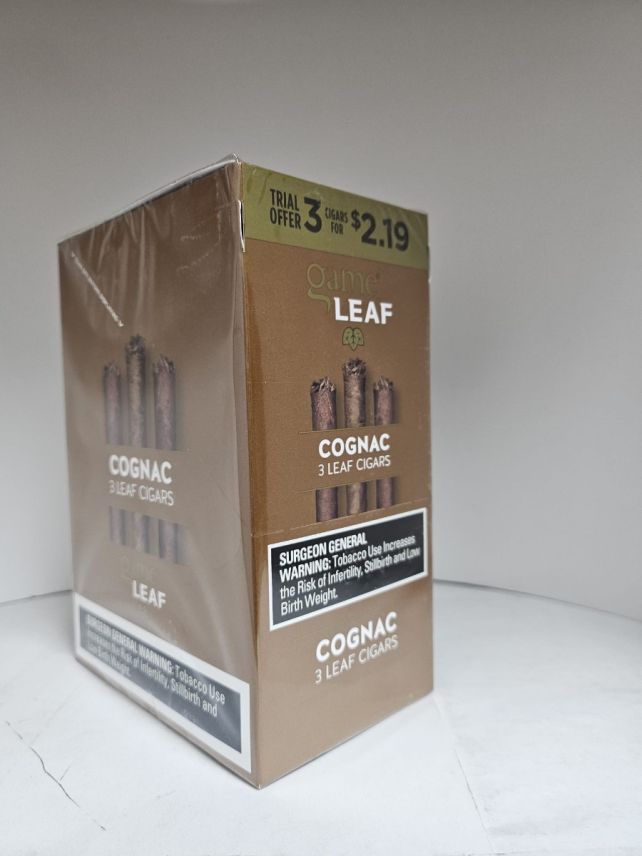 TRIAL OFFER 3 CIGARS FOR $2.19
game
LEAF
COGNAC
3 LEAF CIGARS
SURGEON GENERAL
WARNING: Tobacco Use Increases
the Risk of Infertility, Stillbirth and Low
Birth Weight.
COGNAC
3 LEAF CIGARS
COGNAC
3 LEAF CIGARS
LEAF
SURGEON GENERAL WARNING: Tobacco Use
Increases the Risk of Infertility, Stillbirth and
Low Birth Weight.